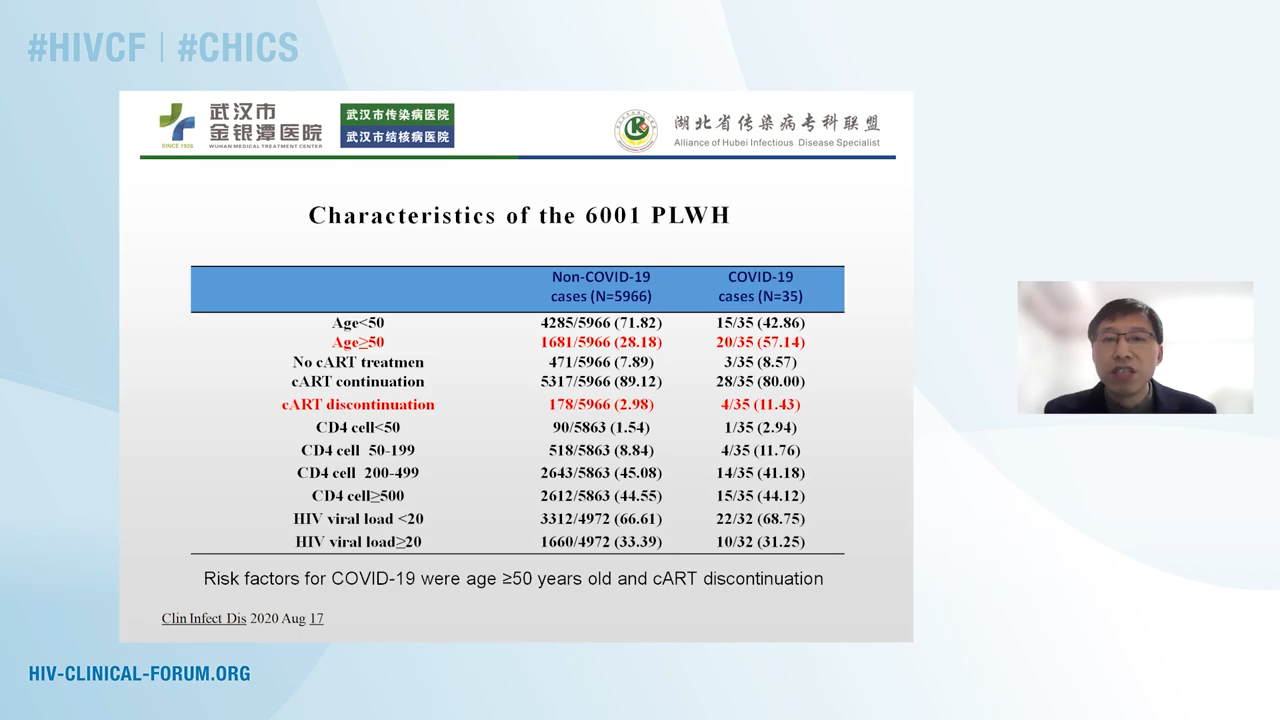 #HIVCF | #CHICS
武汉市
金银潭医院
SINCE 1926
WUHAN MEDICAL TREATMENT CENTER
武汉市传染病医院
武汉市结核病医院
湖北省传染病专科联盟
Alliance of Hubei Infectious Disease Specialist
Characteristics of the 6001 PLWH
Non-COVID-19 cases (N=5966) COVID-19 cases (N=35)
Age<50 4285/5966 (71.82) 15/35 (42.86)
Age≥50 1681/5966 (28.18) 20/35 (57.14)
No cART treatmen 471/5966 (7.89) 3/35 (8.57)
cART continuation 5317/5966 (89.12) 28/35 (80.00)
cART discontinuation 178/5966 (2.98) 4/35 (11.43)
CD4 cell<50 90/5863 (1.54) 1/35 (2.94)
CD4 cell 50-199 518/5863 (8.84) 4/35 (11.76)
CD4 cell 200-499 2643/5863 (45.08) 14/35 (41.18)
CD4 cell≥500 2612/5863 (44.55) 15/35 (44.12)
HIV viral load <20 3312/4972 (66.61) 22/32 (68.75)
HIV viral load≥20 1660/4972 (33.39) 10/32 (31.25)
Risk factors for COVID-19 were age ≥50 years old and cART discontinuation
Clin Infect Dis 2020 Aug 17
HIV-CLINICAL-FORUM.ORG